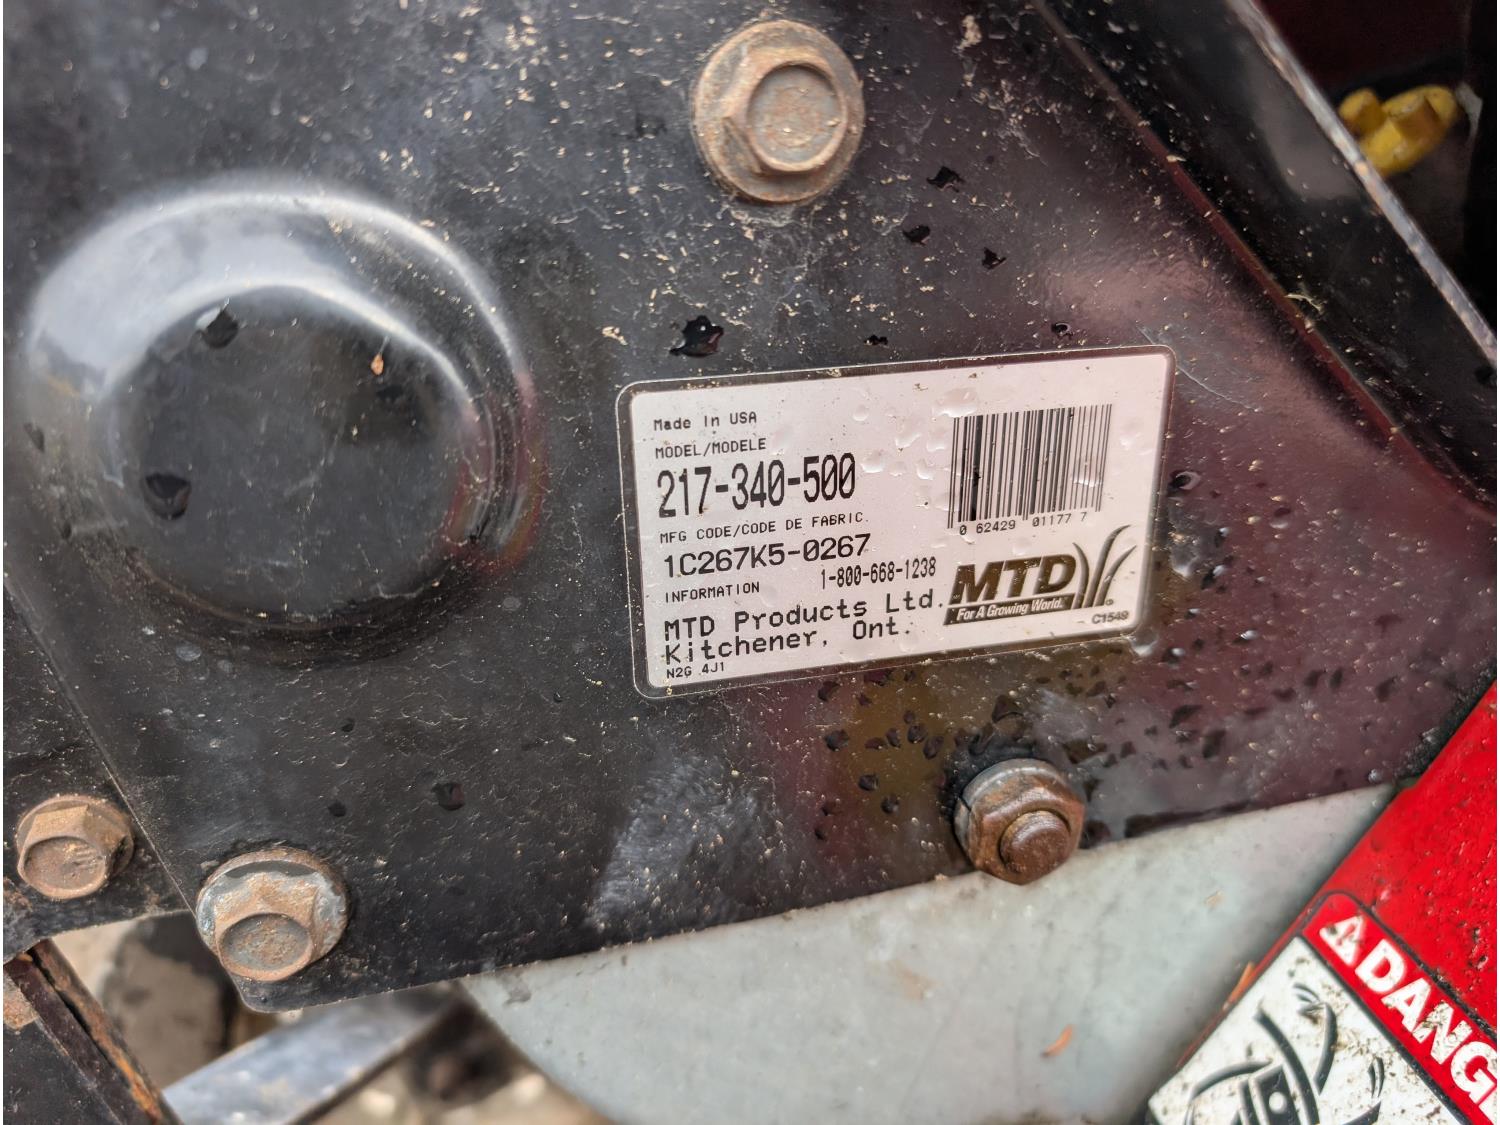 Made In USA
MODEL/MODELE
217-340-500
MFG CODE/CODE DE FABRIC.
1C267K5-0267
INFORMATION 1-800-668-1238
MTD Products Ltd.
Kitchener, Ont.
N2G 4J1
0 62429 01177 7
MTD
For A Growing World.
C1549
DANGE